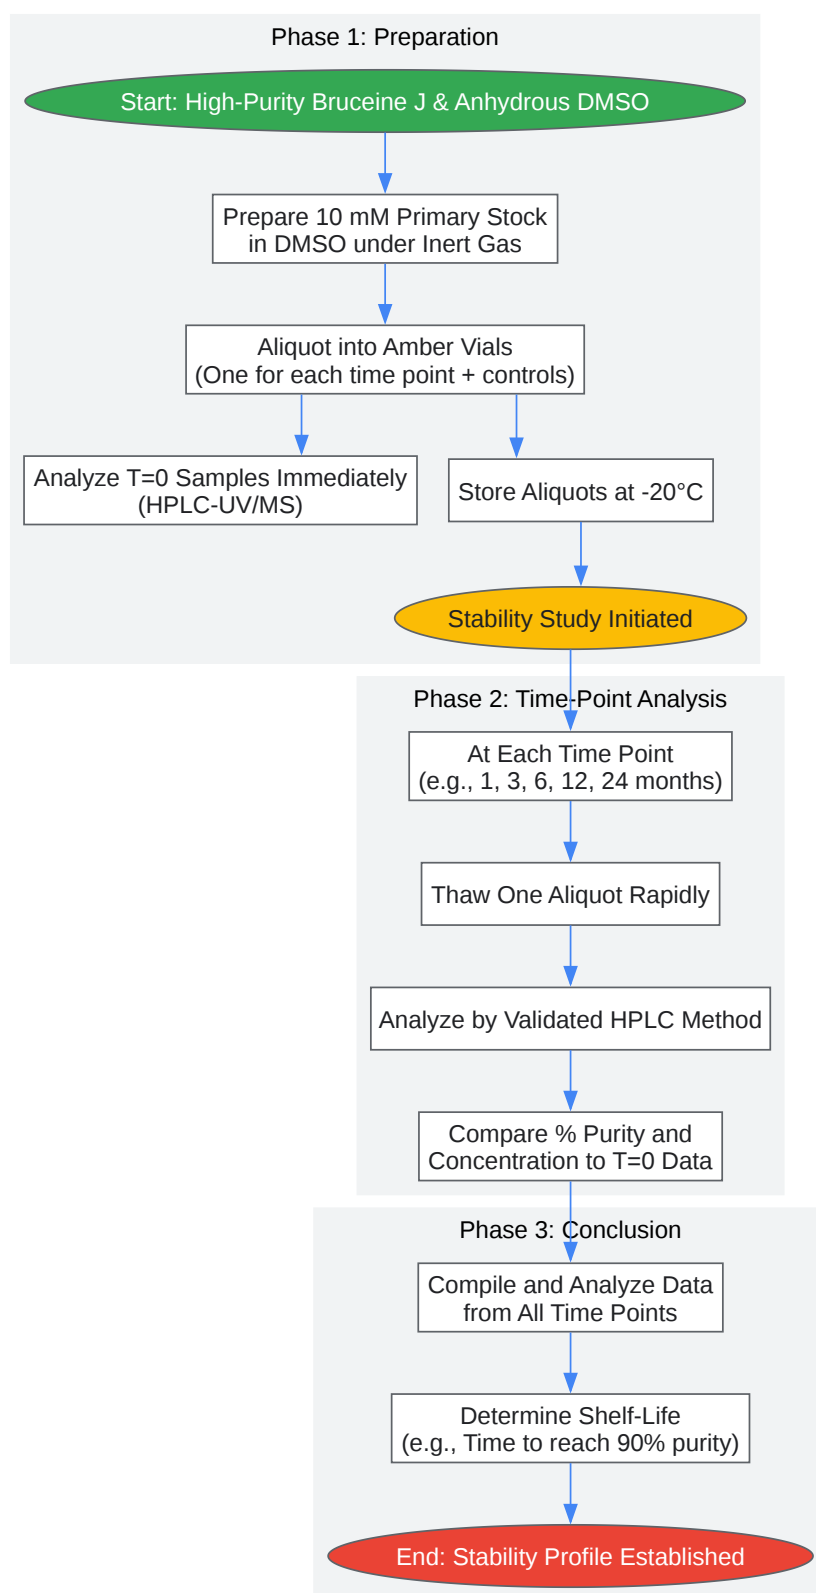 Phase 1: Preparation
Start: High-Purity Bruceine J & Anhydrous DMSO
Prepare 10 mM Primary Stock
in DMSO under Inert Gas
Aliquot into Amber Vials
(One for each time point + controls)
Analyze T=0 Samples Immediately
(HPLC-UV/MS)
Store Aliquots at -20°C
Stability Study Initiated
Phase 2: Time-Point Analysis
At Each Time Point
(e.g., 1, 3, 6, 12, 24 months)
Thaw One Aliquot Rapidly
Analyze by Validated HPLC Method
Compare % Purity and
Concentration to T=0 Data
Phase 3: Conclusion
Compile and Analyze Data
from All Time Points
Determine Shelf-Life
(e.g., Time to reach 90% purity)
End: Stability Profile Established